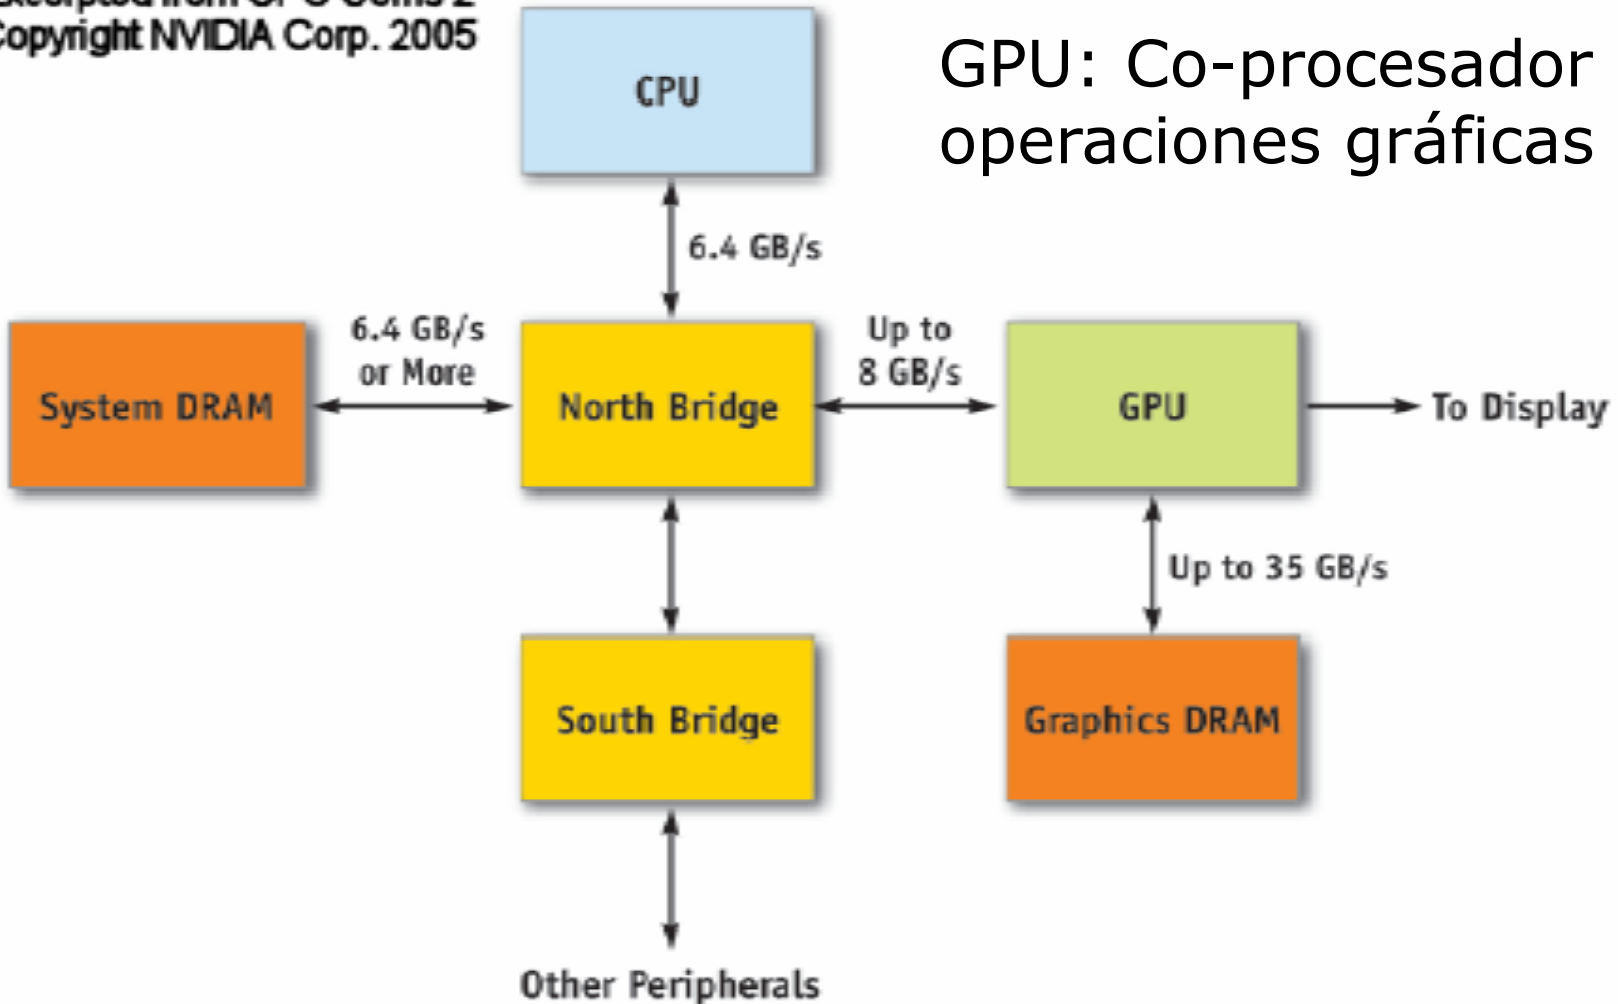 Copyright NVIDIA Corp. 2005
GPU: Co-procesador
operaciones gráficas
CPU
6.4 GB/s
6.4 GB/s
or More
Up to
8 GB/s
System DRAM
North Bridge
GPU
To Display
Up to 35 GB/s
South Bridge
Graphics DRAM
Other Peripherals